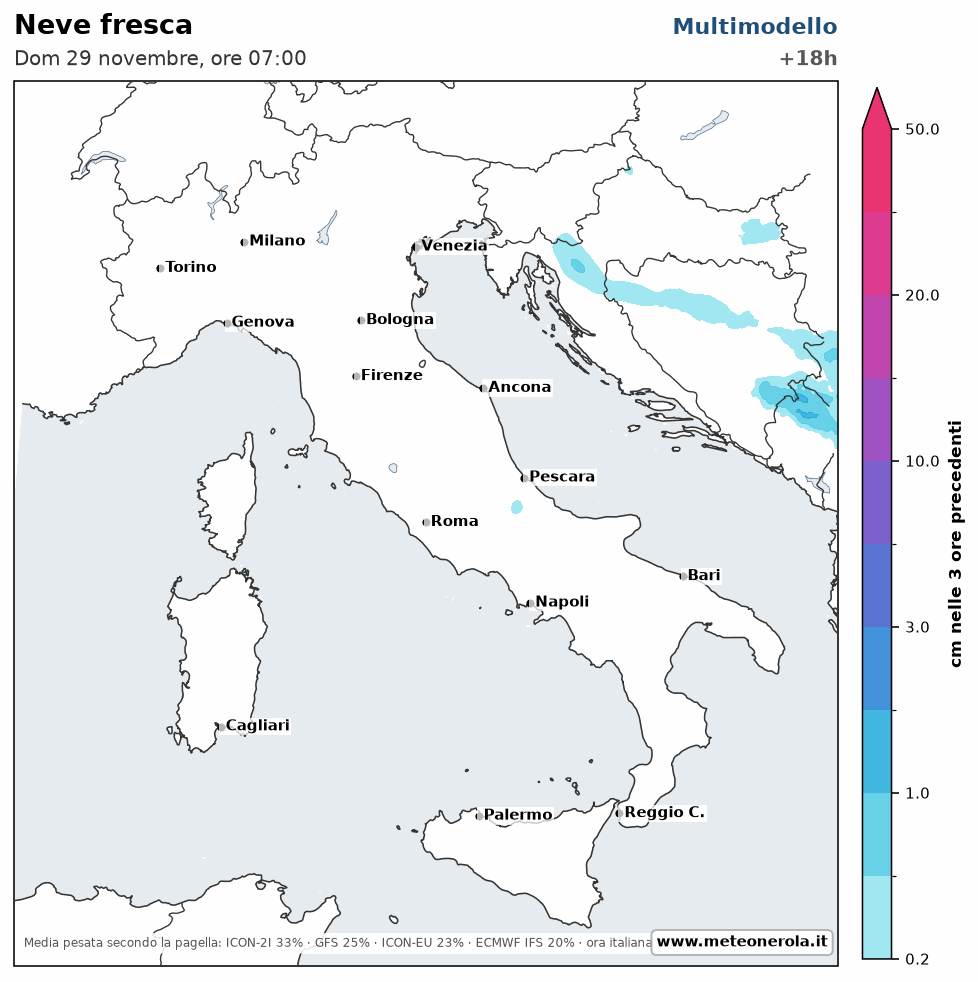 Neve fresca
Multimodello
Dom 29 novembre, ore 07:00
+18h
50.0
20.0
10.0
3.0
1.0
0.2
cm nelle 3 ore precedenti
Milano
Venezia
Torino
Genova
Bologna
Firenze
Ancona
Pescara
Roma
Bari
Napoli
Cagliari
Palermo
Reggio C.
Media pesata secondo la pagella: ICON-2I 33% · GFS 25% · ICON-EU 23% · ECMWF IFS 20% · ora italiana
www.meteonerola.it